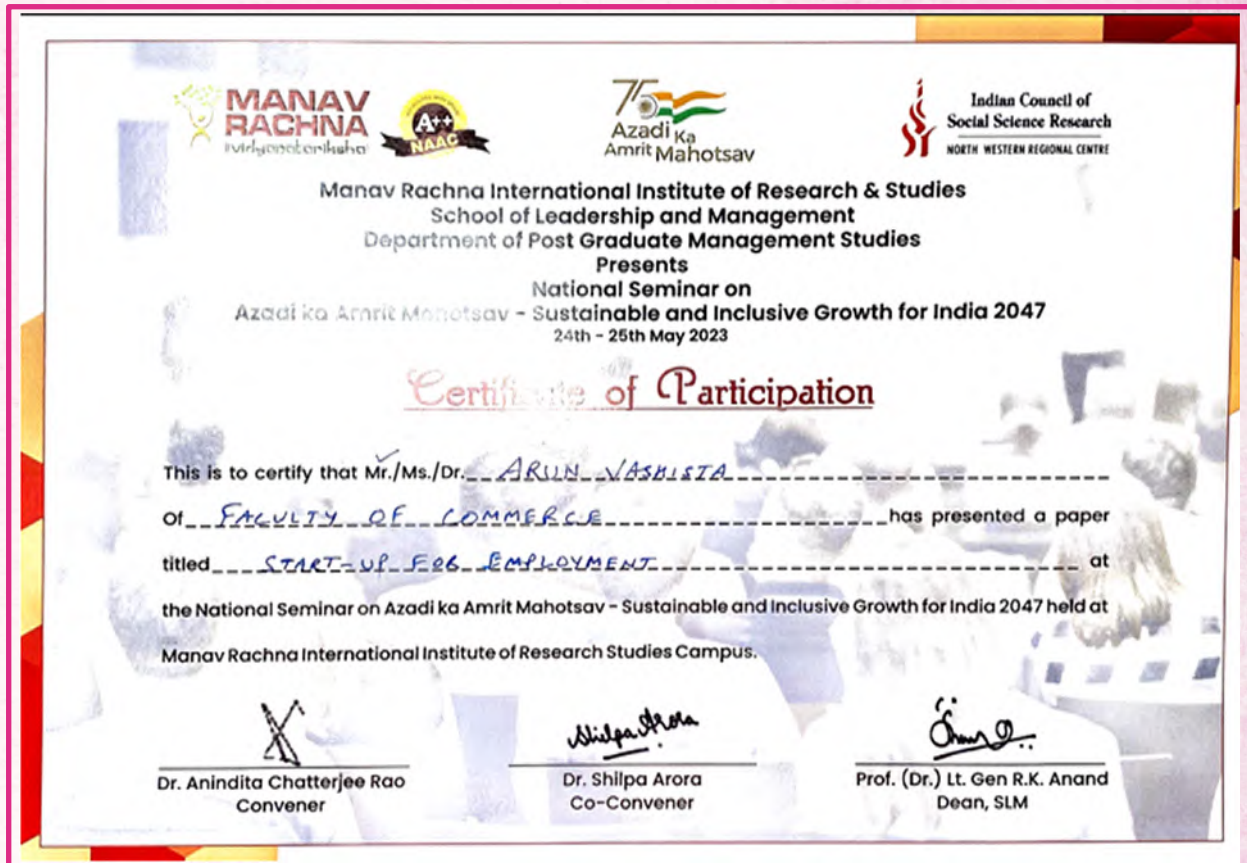 MANAV
RACHNA
vidyanatariksha
A++
NAAC
75
Azadi Ka
Amrit Mahotsav
Indian Council of
Social Science Research
NORTH WESTERN REGIONAL CENTRE
Manav Rachna International Institute of Research & Studies
School of Leadership and Management
Department of Post Graduate Management Studies
Presents
National Seminar on
Azadi ka Amrit Mahotsav - Sustainable and Inclusive Growth for India 2047
24th - 25th May 2023
Certificate of Participation
This is to certify that Mr./Ms./Dr. ARUN VASHISTA
Of FACULTY OF COMMERCE has presented a paper
titled START-UP FOR EMPLOYMENT at
the National Seminar on Azadi ka Amrit Mahotsav - Sustainable and Inclusive Growth for India 2047 held at
Manav Rachna International Institute of Research Studies Campus.
Shilpa Arora
Dr. Anindita Chatterjee Rao
Convener
Dr. Shilpa Arora
Co-Convener
Prof. (Dr.) Lt. Gen R.K. Anand
Dean, SLM